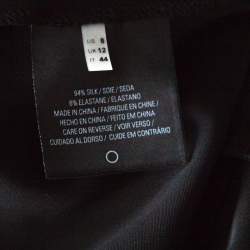 US 8
UK 12
IT 44
94% SILK / SOIE / SEDA
6% ELASTANE / ELASTANO
MADE IN CHINA / FABRIQUE EN CHINE /
HECHO EN CHINA / FEITO EM CHINA
CARE ON REVERSE / VOIR VERSO /
CUIDADO AL DORSO / CUIDE EM CONTRÁRIO